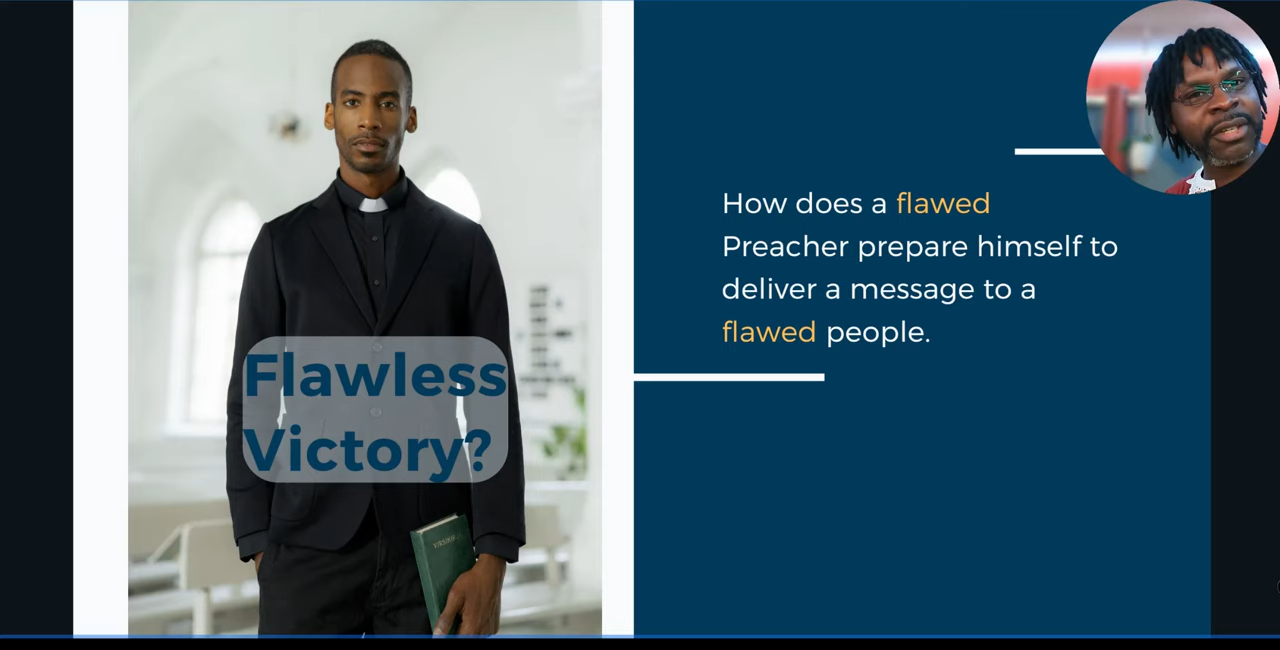 Flawless
Victory?
How does a flawed
Preacher prepare himself to
deliver a message to a
flawed people.